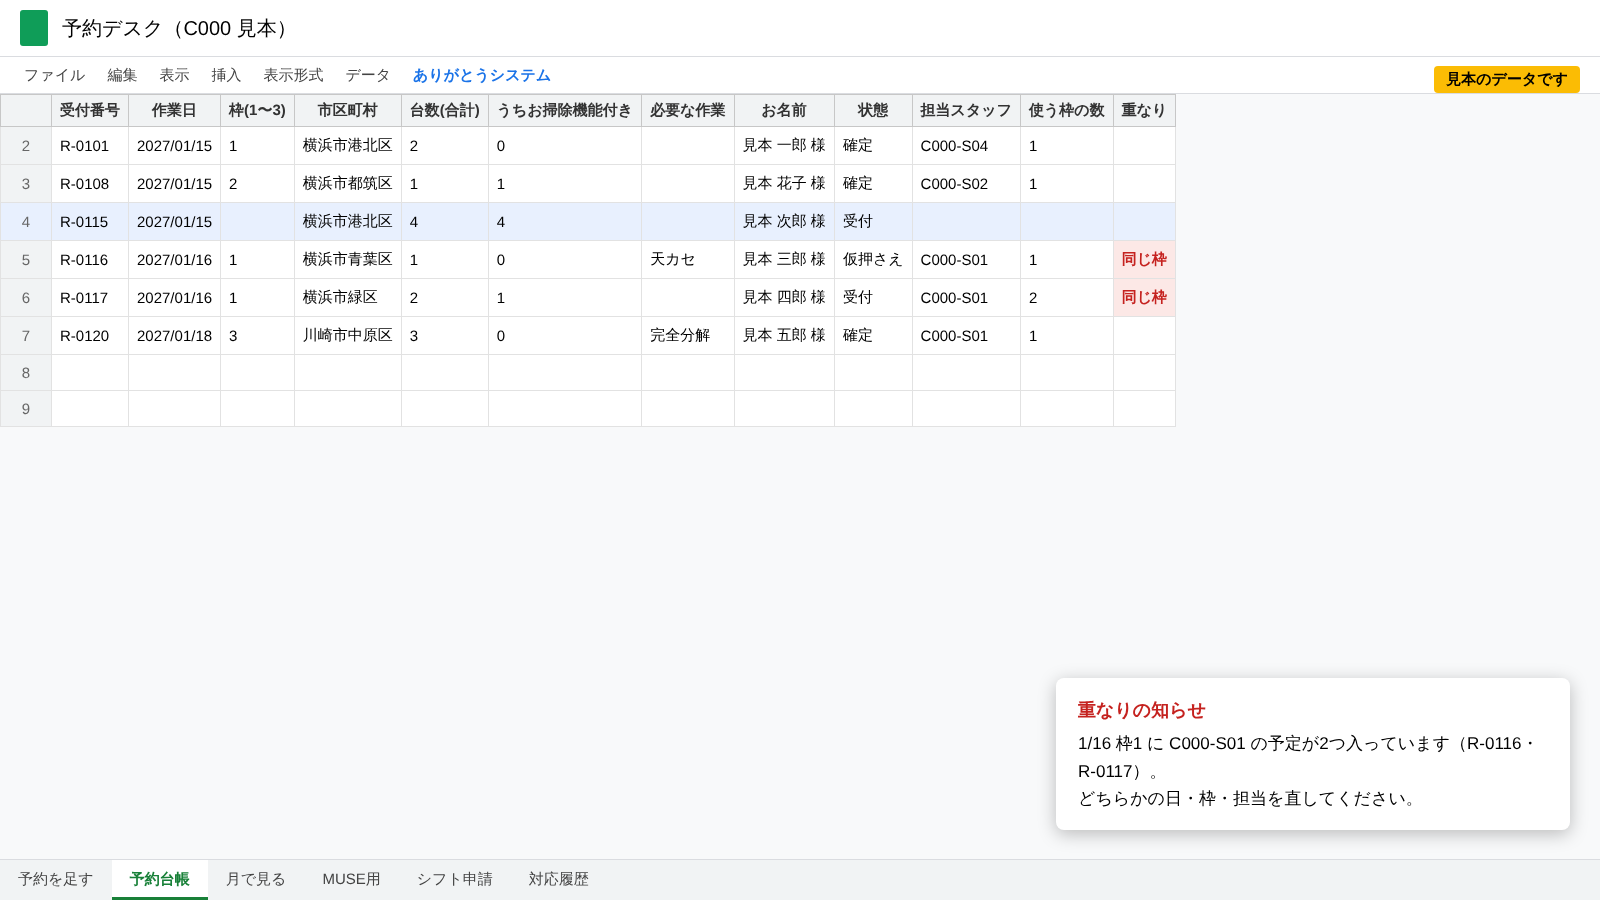 予約デスク（C000 見本）
ファイル 編集 表示 挿入 表示形式 データ ありがとうシステム
見本のデータです
受付番号 作業日 枠(1〜3) 市区町村 台数(合計) うちお掃除機能付き 必要な作業 お名前 状態 担当スタッフ 使う枠の数 重なり
2 R-0101 2027/01/15 1 横浜市港北区 2 0 見本 一郎 様 確定 C000-S04 1
3 R-0108 2027/01/15 2 横浜市都筑区 1 1 見本 花子 様 確定 C000-S02 1
4 R-0115 2027/01/15 横浜市港北区 4 4 見本 次郎 様 受付
5 R-0116 2027/01/16 1 横浜市青葉区 1 0 天カセ 見本 三郎 様 仮押さえ C000-S01 1 同じ枠
6 R-0117 2027/01/16 1 横浜市緑区 2 1 見本 四郎 様 受付 C000-S01 2 同じ枠
7 R-0120 2027/01/18 3 川崎市中原区 3 0 完全分解 見本 五郎 様 確定 C000-S01 1
8
9
重なりの知らせ
1/16 枠1 に C000-S01 の予定が2つ入っています（R-0116・
R-0117）。
どちらかの日・枠・担当を直してください。
予約を足す 予約台帳 月で見る MUSE用 シフト申請 対応履歴